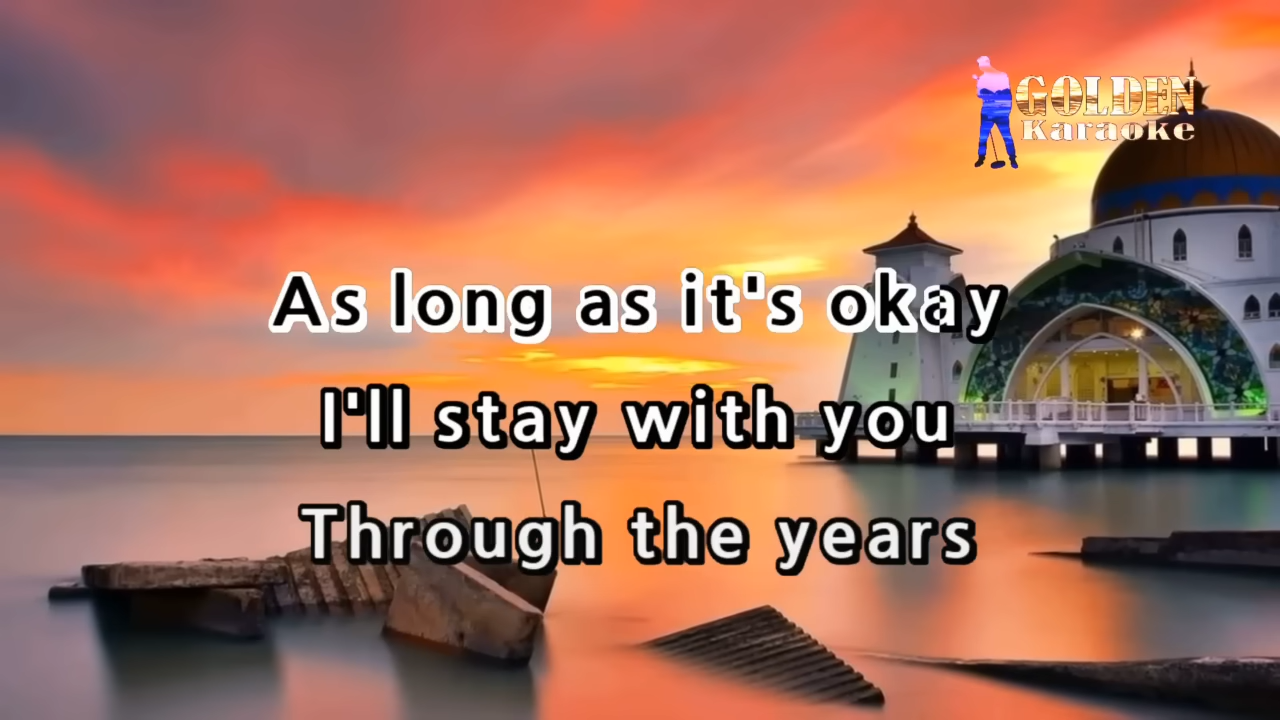 GOLDEN
Karaoke
As long as it's okay
I'll stay with you
Through the years